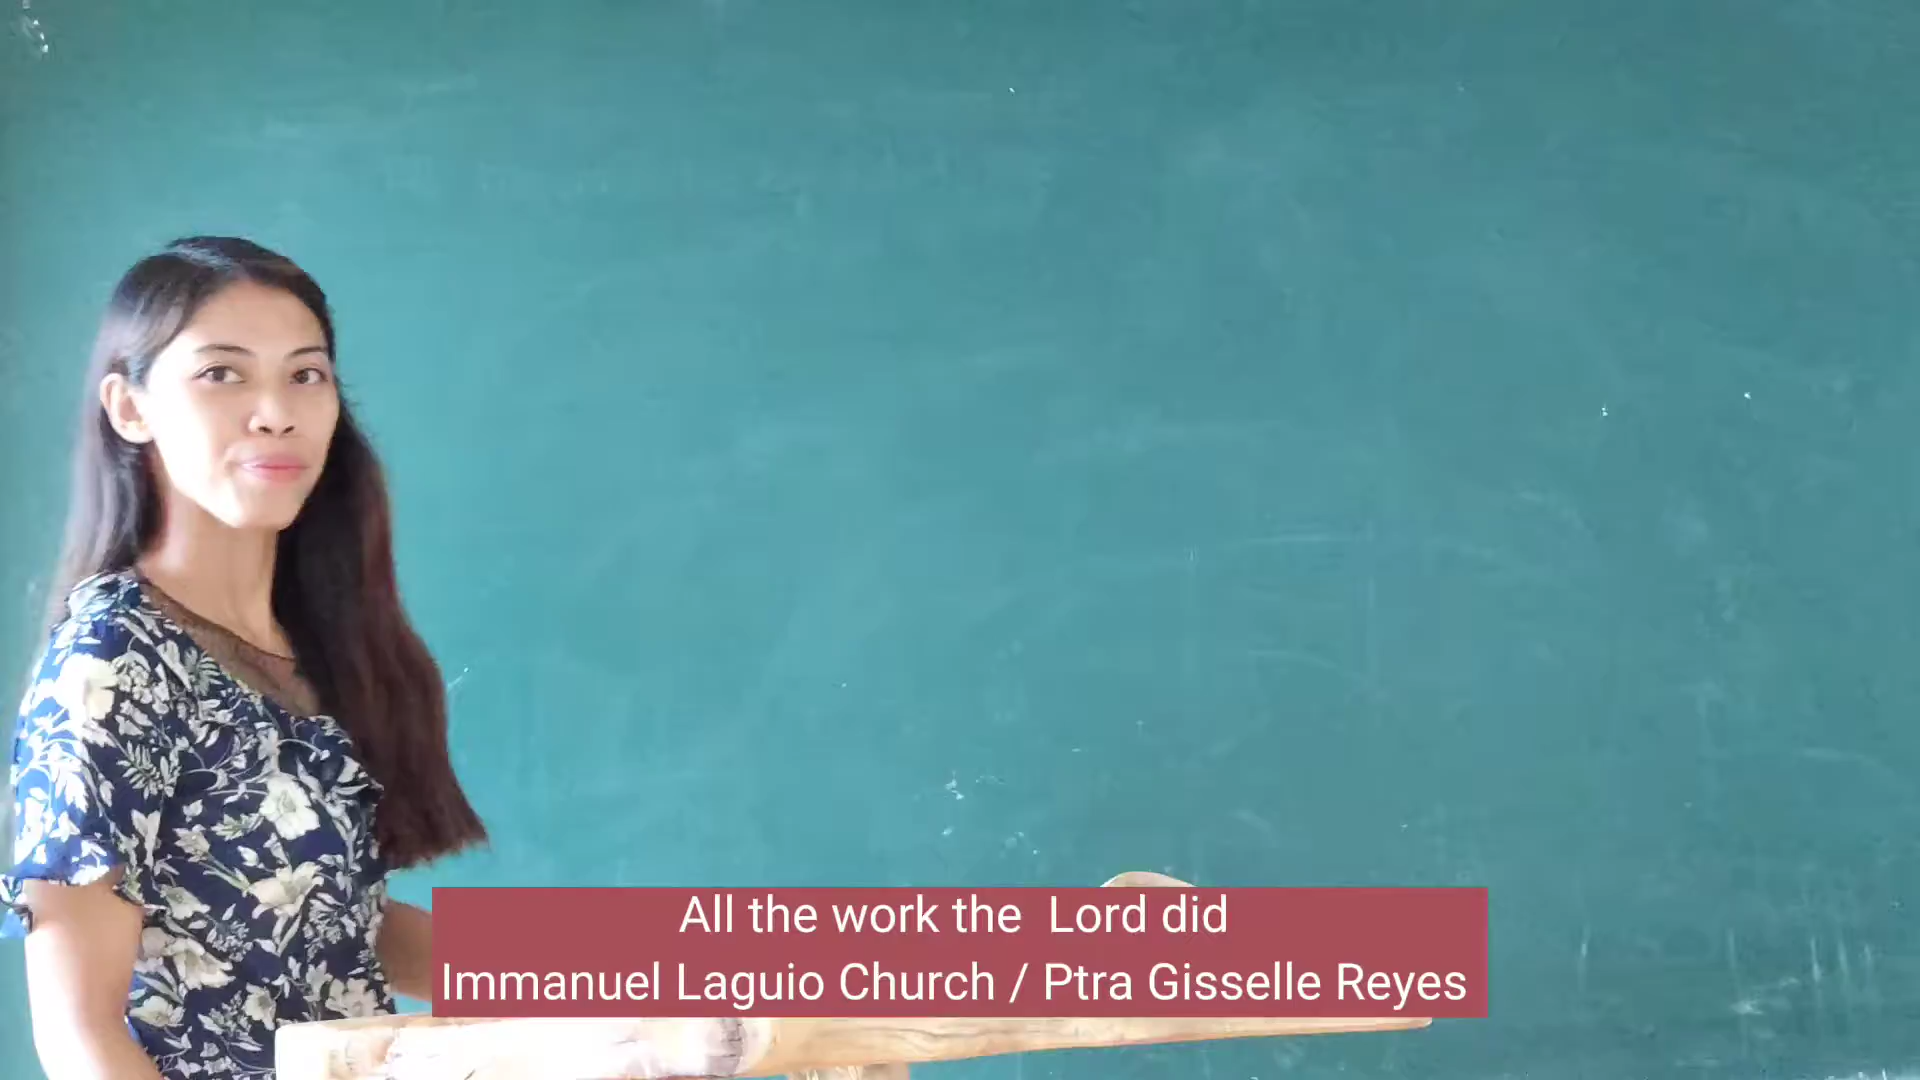 All the work the  Lord did
Immanuel Laguio Church / Ptra Gisselle Reyes